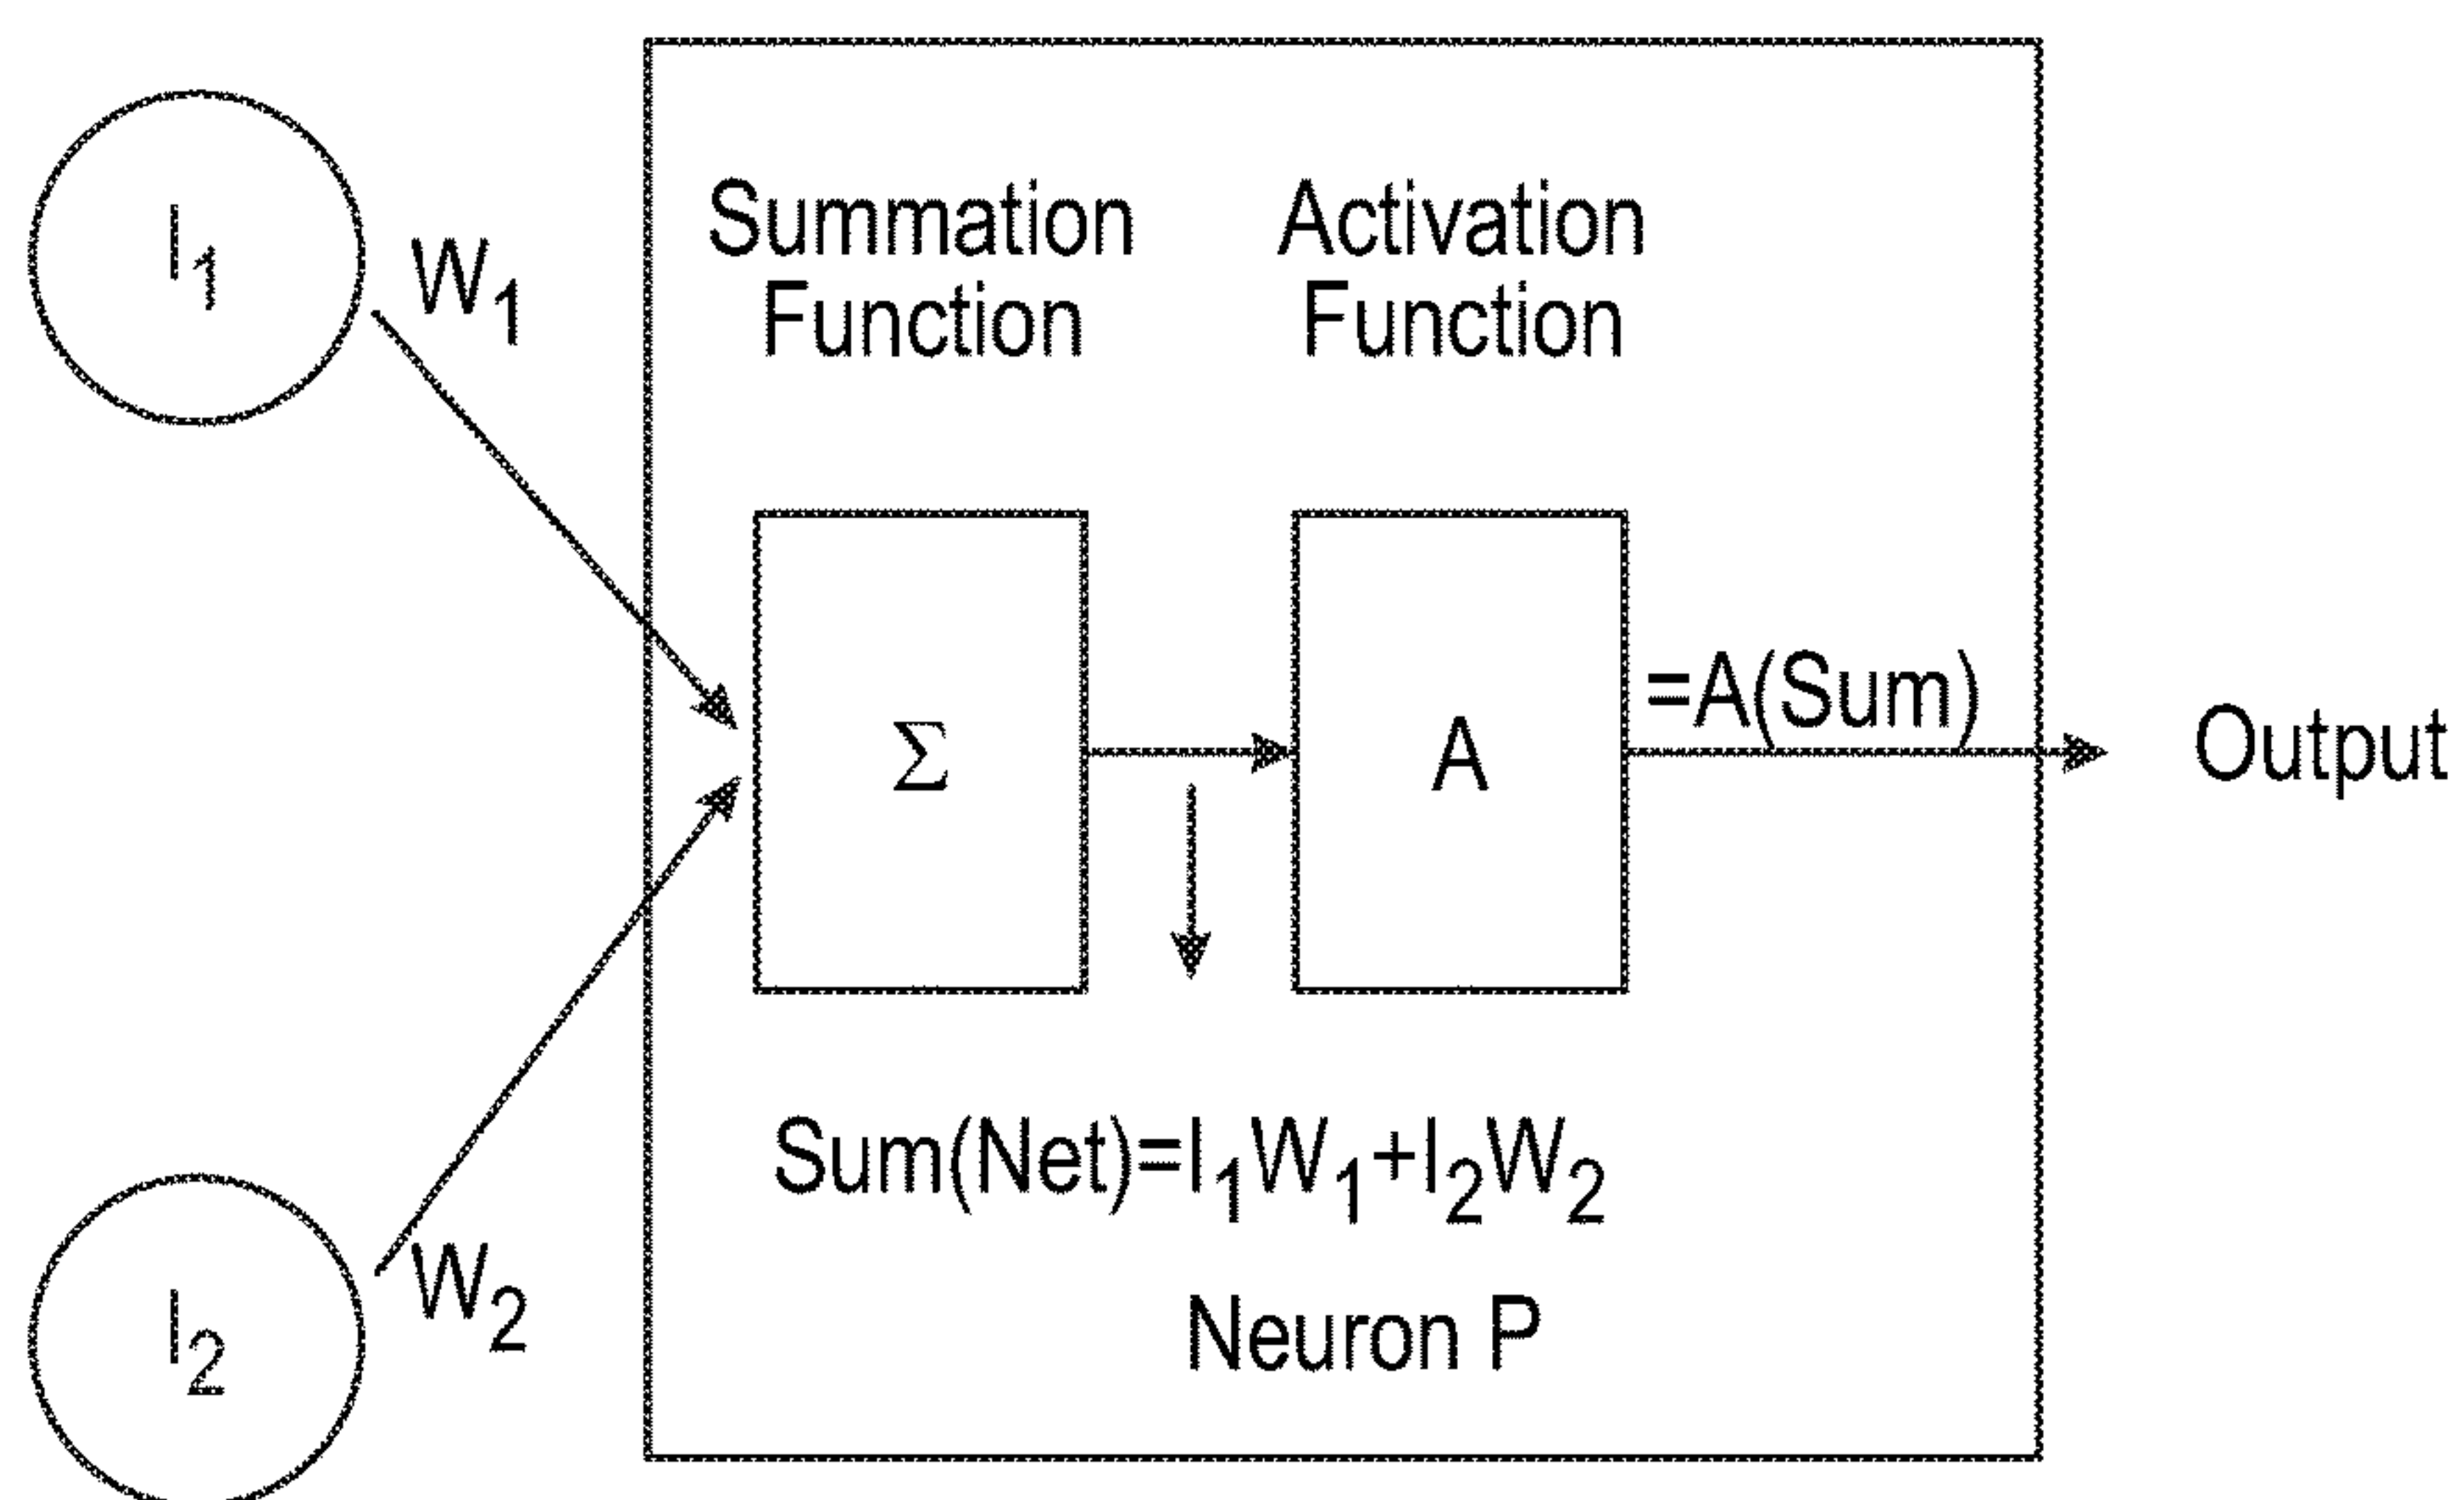 I₁
W₁
Summation
Function
Activation
Function
Σ
A
=A(Sum)
Output
Sum(Net)=I₁W₁+I₂W₂
W₂
I₂
Neuron P